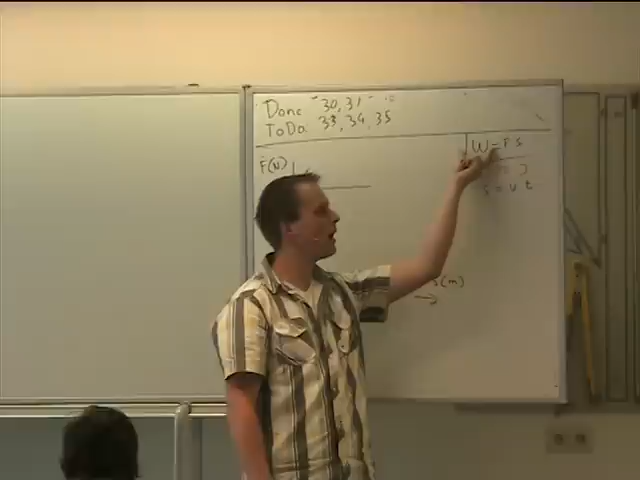 Done "30, 31"
ToDo 33, 34, 35
F(N)
W = F s
s = v t
s(m)